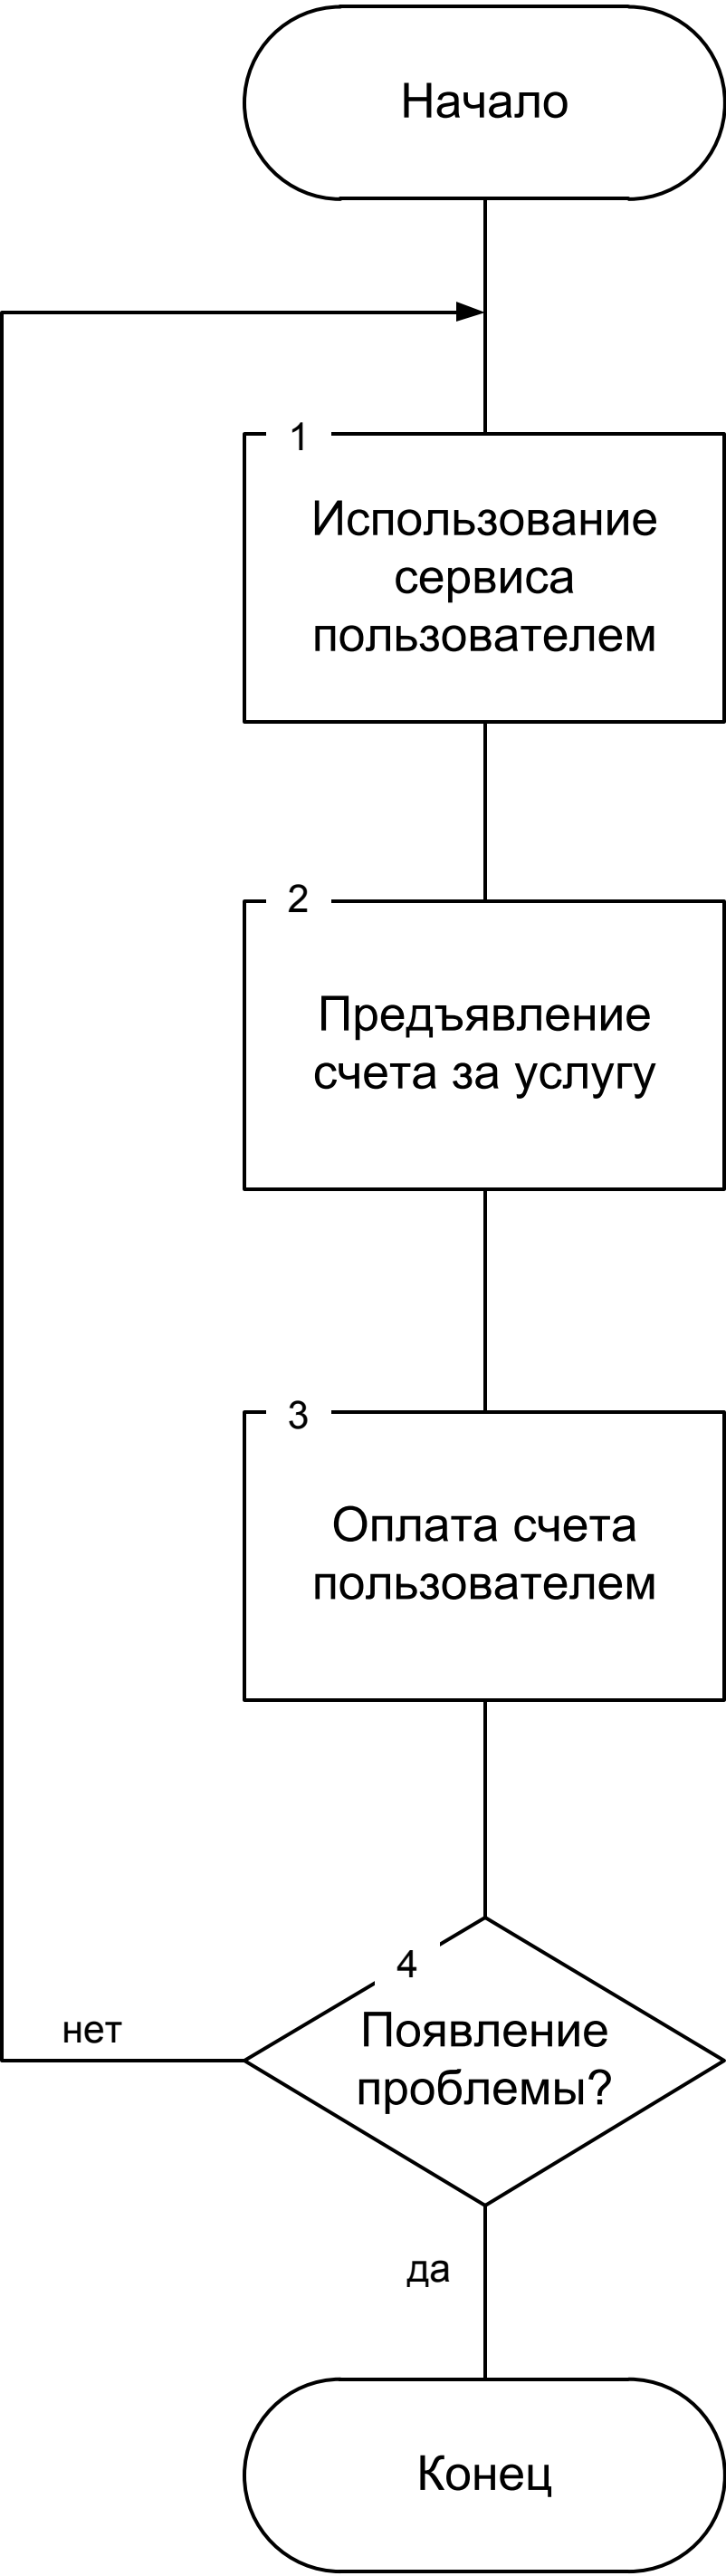 Начало
1
Использование
сервиса
пользователем
2
Предъявление
счета за услугу
3
Оплата счета
пользователем
4
Появление
проблемы?
нет
да
Конец